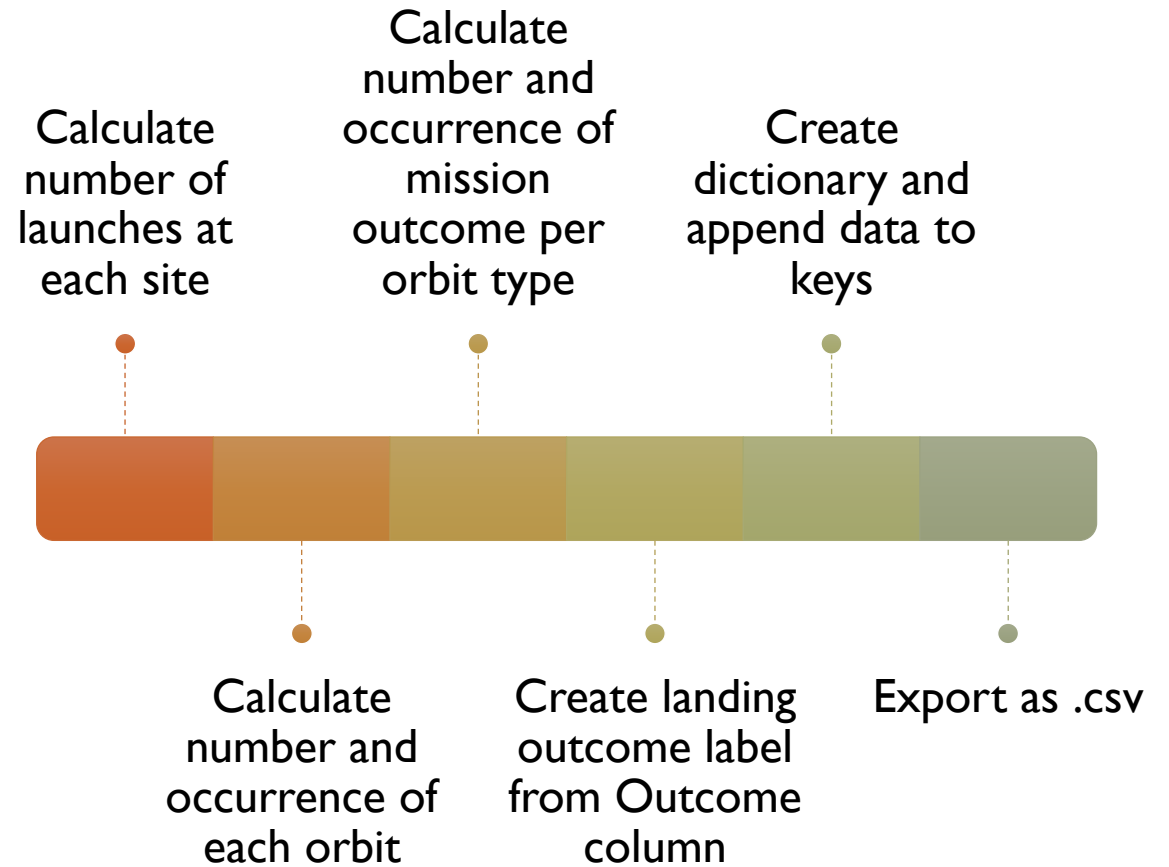 Calculate
number of
launches at
each site
Calculate
number and
occurrence of
each orbit
Calculate
number and
occurrence of
mission
outcome per
orbit type
Create landing
outcome label
from Outcome
column
Create
dictionary and
append data to
keys
Export as .csv